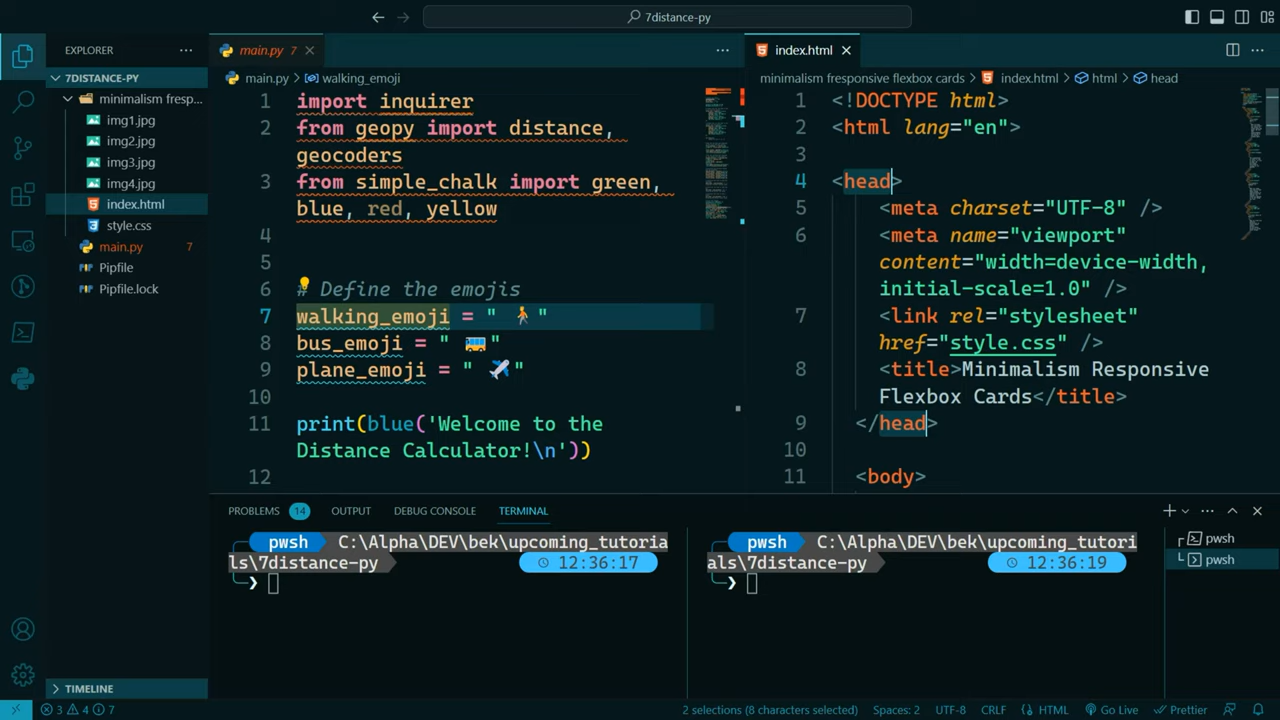 7distance-py
EXPLORER
7DISTANCE-PY
minimalism fresp...
img1.jpg
img2.jpg
img3.jpg
img4.jpg
index.html
style.css
main.py 7
Pipfile
Pipfile.lock
TIMELINE
main.py 7
main.py > walking_emoji
1 import inquirer
2 from geopy import distance,
geocoders
3 from simple_chalk import green,
blue, red, yellow
4
5
6 # Define the emojis
7 walking_emoji = " 🚶"
8 bus_emoji = " 🚌"
9 plane_emoji = " ✈️"
10
11 print(blue('Welcome to the
Distance Calculator!\n'))
12
index.html
minimalism fresponsive flexbox cards > index.html > html > head
1 <!DOCTYPE html>
2 <html lang="en">
3
4 <head>
5 <meta charset="UTF-8" />
6 <meta name="viewport"
content="width=device-width,
initial-scale=1.0" />
7 <link rel="stylesheet"
href="style.css" />
8 <title>Minimalism Responsive
Flexbox Cards</title>
9 </head>
10
11 <body>
PROBLEMS 14 OUTPUT DEBUG CONSOLE TERMINAL
pwsh C:\Alpha\DEV\bek\upcoming_tutoria
ls\7distance-py 12:36:17
❯
pwsh C:\Alpha\DEV\bek\upcoming_tutori
als\7distance-py 12:36:19
❯
pwsh
pwsh
3 4 7 2 selections (8 characters selected) Spaces: 2 UTF-8 CRLF HTML Go Live Prettier